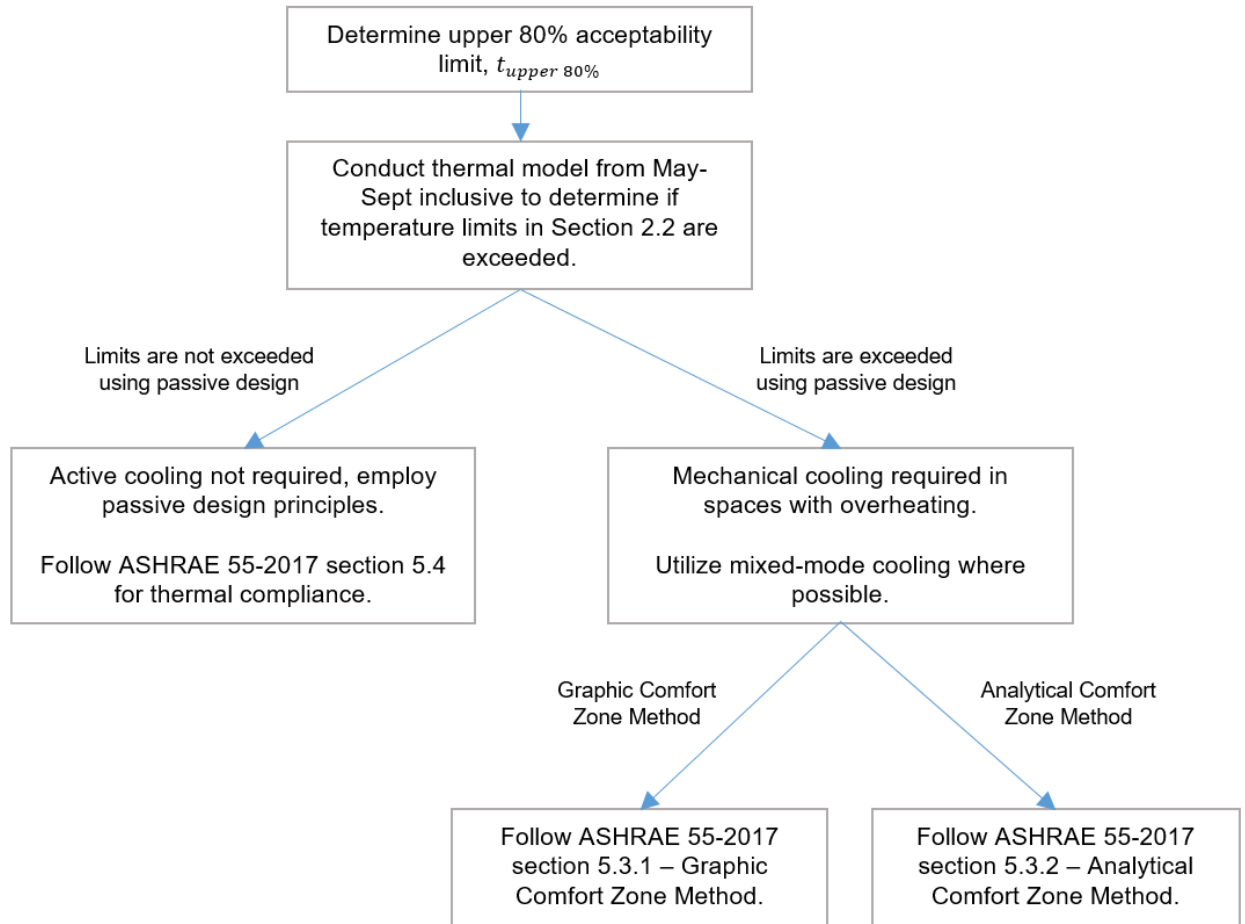 Determine upper 80% acceptability
limit, t upper 80%
Conduct thermal model from May-
Sept inclusive to determine if
temperature limits in Section 2.2 are
exceeded.
Limits are not exceeded
using passive design
Limits are exceeded
using passive design
Active cooling not required, employ
passive design principles.
Follow ASHRAE 55-2017 section 5.4
for thermal compliance.
Mechanical cooling required in
spaces with overheating.
Utilize mixed-mode cooling where
possible.
Graphic Comfort
Zone Method
Analytical Comfort
Zone Method
Follow ASHRAE 55-2017
section 5.3.1 – Graphic
Comfort Zone Method.
Follow ASHRAE 55-2017
section 5.3.2 – Analytical
Comfort Zone Method.